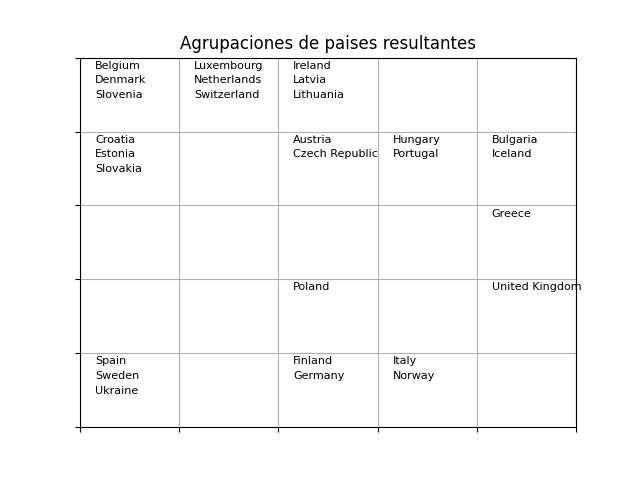 Agrupaciones de paises resultantes
Belgium
Denmark
Slovenia
Luxembourg
Netherlands
Switzerland
Ireland
Latvia
Lithuania
Croatia
Estonia
Slovakia
Austria
Czech Republic
Hungary
Portugal
Bulgaria
Iceland
Greece
Poland
United Kingdom
Spain
Sweden
Ukraine
Finland
Germany
Italy
Norway